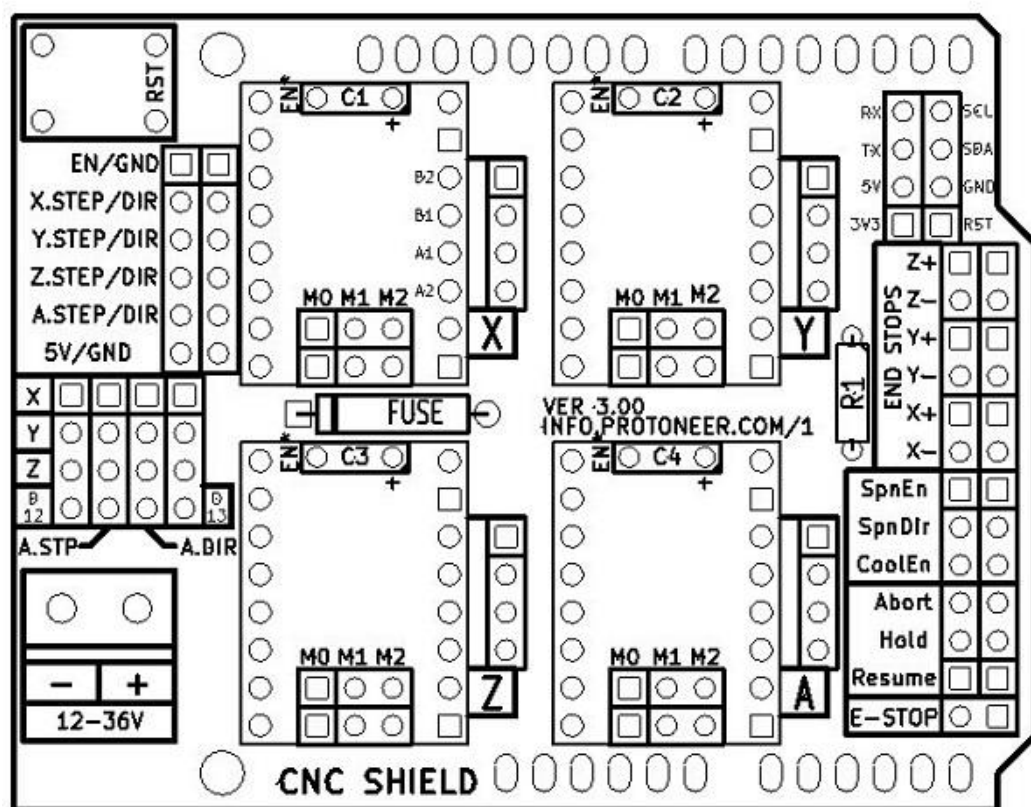 RST
EN/GND
X.STEP/DIR
Y.STEP/DIR
Z.STEP/DIR
A.STEP/DIR
5V/GND
X
Y
Z
D
12
D
13
A.STP
A.DIR
- +
12-36V
EN*
C1
+
B2
B1
A1
A2
M0 M1 M2
X
EN*
C2
+
M0 M1 M2
Y
FUSE
VER 3.00
INFO.PROTONEER.COM/1
R1
EN*
C3
+
M0 M1 M2
Z
EN*
C4
+
M0 M1 M2
A
RX SCL
TX SDA
5V GND
3V3 RST
END STOPS
Z+
Z-
Y+
Y-
X+
X-
SpnEn
SpnDir
CoolEn
Abort
Hold
Resume
E-STOP
CNC SHIELD